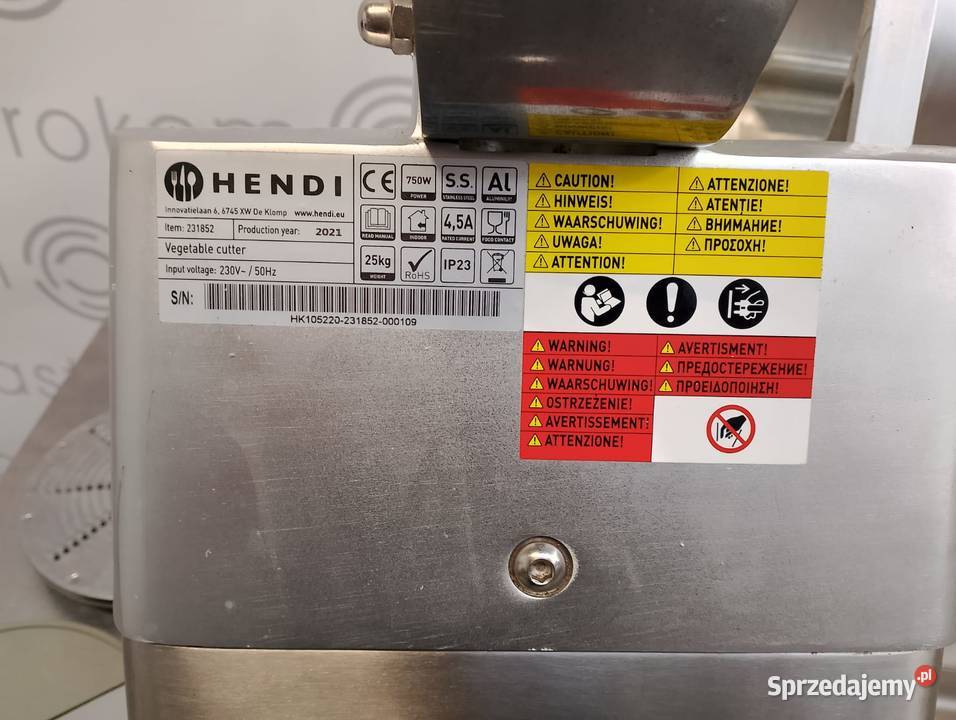 rokom
as
HENDI
Innovatielaan 6, 6745 XW De Klomp www.hendi.eu
Item: 231852
Production year: 2021
Vegetable cutter
Input voltage: 230V~ / 50Hz
CE
750W
POWER
S.S.
STAINLESS STEEL
Al
ALUMINIUM
READ MANUAL
INDOOR
4,5A
RATED CURRENT
FOOD CONTACT
25kg
WEIGHT
RoHS
IP23
S/N:
HK105220-231852-000109
CAUTION!
HINWEIS!
WAARSCHUWING!
UWAGA!
ATTENTION!
ATTENZIONE!
ATENȚIE!
ВНИМАНИЕ!
ΠΡΟΣΟΧΗ!
WARNING!
WARNUNG!
WAARSCHUWING!
OSTRZEŻENIE!
AVERTISSEMENT!
ATTENZIONE!
AVERTISMENT!
ПРЕДОСТЕРЕЖЕНИЕ!
ΠΡΟΕΙΔΟΠΟΙΗΣΗ!
Sprzedajemy.pl